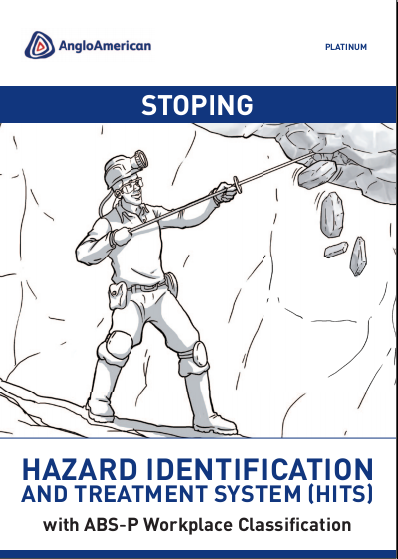 AngloAmerican
PLATINUM
STOPING
HAZARD IDENTIFICATION
AND TREATMENT SYSTEM (HITS)
with ABS-P Workplace Classification